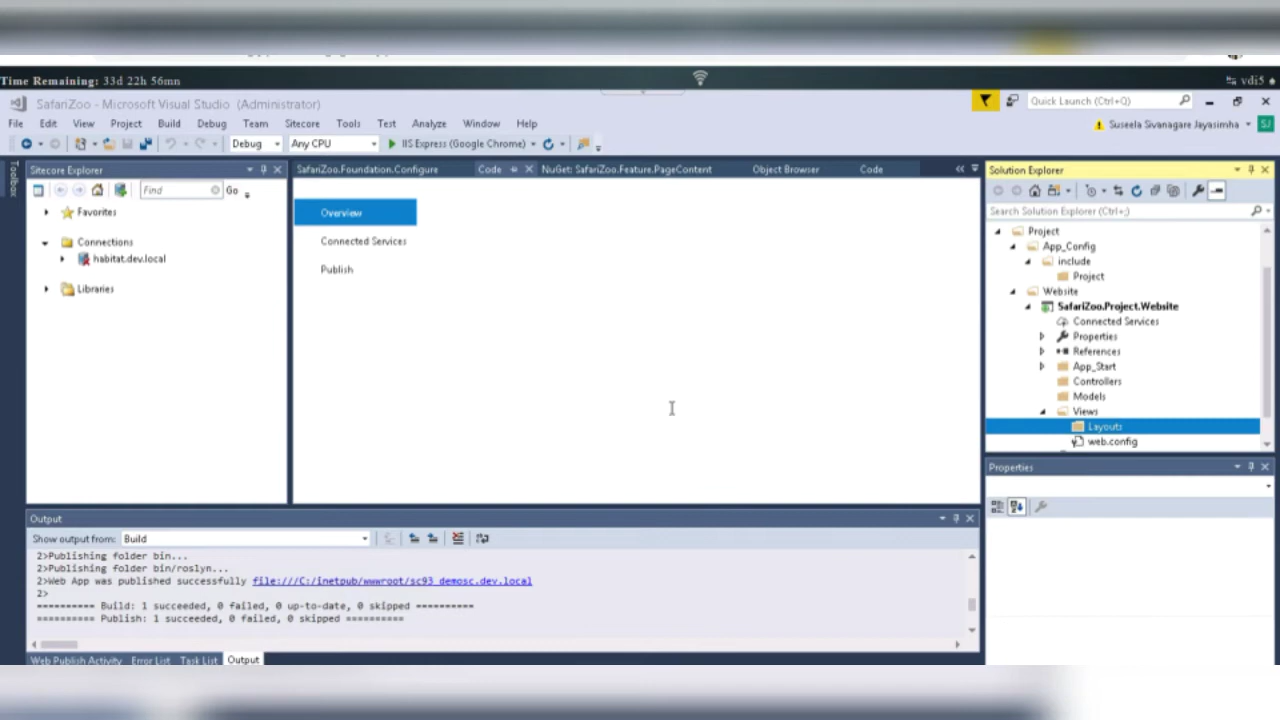 Time Remaining: 33d 22h 56mn
vdi5
SafariZoo - Microsoft Visual Studio (Administrator)
Quick Launch (Ctrl+Q)
File Edit View Project Build Debug Team Sitecore Tools Test Analyze Window Help
Suseela Sivanagare Jayasimha
SJ
Debug
Any CPU
IIS Express (Google Chrome)
Toolbox
Sitecore Explorer
Find
Go
Favorites
Connections
habitat.dev.local
Libraries
SafariZoo.Foundation.Configure
Code
NuGet: SafariZoo.Feature.PageContent
Object Browser
Code
Overview
Connected Services
Publish
Solution Explorer
Search Solution Explorer (Ctrl+;)
Project
App_Config
include
Project
Website
SafariZoo.Project.Website
Connected Services
Properties
References
App_Start
Controllers
Models
Views
Layouts
web.config
Properties
Output
Show output from: Build
2>Publishing folder bin...
2>Publishing folder bin/roslyn...
2>Web App was published successfully file:///C:/inetpub/wwwroot/sc93_demosc.dev.local
2>
========== Build: 1 succeeded, 0 failed, 0 up-to-date, 0 skipped ==========
========== Publish: 1 succeeded, 0 failed, 0 skipped ==========
Web Publish Activity Error List Task List Output